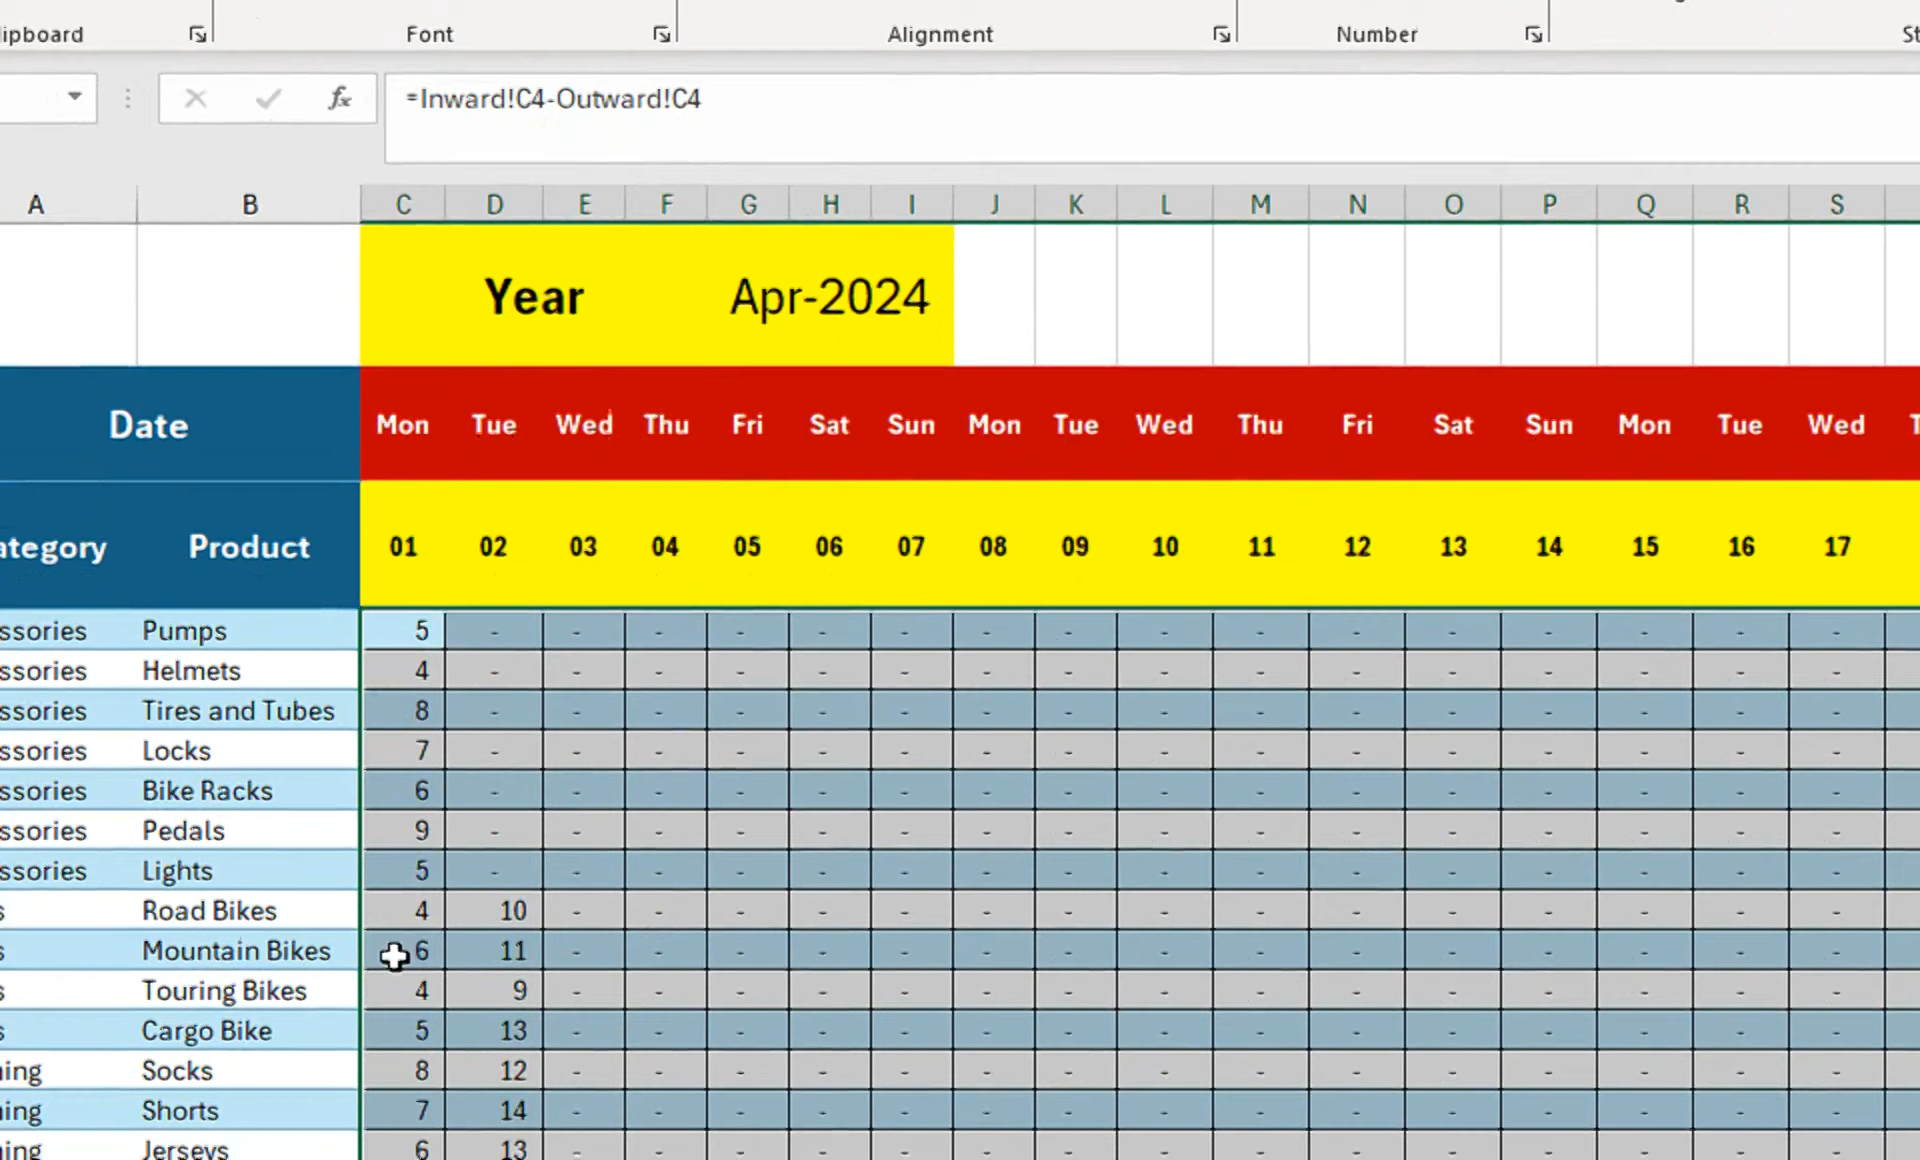 ipboard Font Alignment Number St
fx =Inward!C4-Outward!C4
A B C D E F G H I J K L M N O P Q R S
Year Apr-2024
Date Mon Tue Wed Thu Fri Sat Sun Mon Tue Wed Thu Fri Sat Sun Mon Tue Wed T
ategory Product 01 02 03 04 05 06 07 08 09 10 11 12 13 14 15 16 17
ssories Pumps 5 - - - - - - - - - - - - - - - -
ssories Helmets 4 - - - - - - - - - - - - - - - -
ssories Tires and Tubes 8 - - - - - - - - - - - - - - - -
ssories Locks 7 - - - - - - - - - - - - - - - -
ssories Bike Racks 6 - - - - - - - - - - - - - - - -
ssories Pedals 9 - - - - - - - - - - - - - - - -
ssories Lights 5 - - - - - - - - - - - - - - - -
s Road Bikes 4 10 - - - - - - - - - - - - - - -
s Mountain Bikes 6 11 - - - - - - - - - - - - - - -
s Touring Bikes 4 9 - - - - - - - - - - - - - - -
s Cargo Bike 5 13 - - - - - - - - - - - - - - -
ning Socks 8 12 - - - - - - - - - - - - - - -
ning Shorts 7 14 - - - - - - - - - - - - - - -
ning Jerseys 6 13 - - - - - - - - - - - - - - -